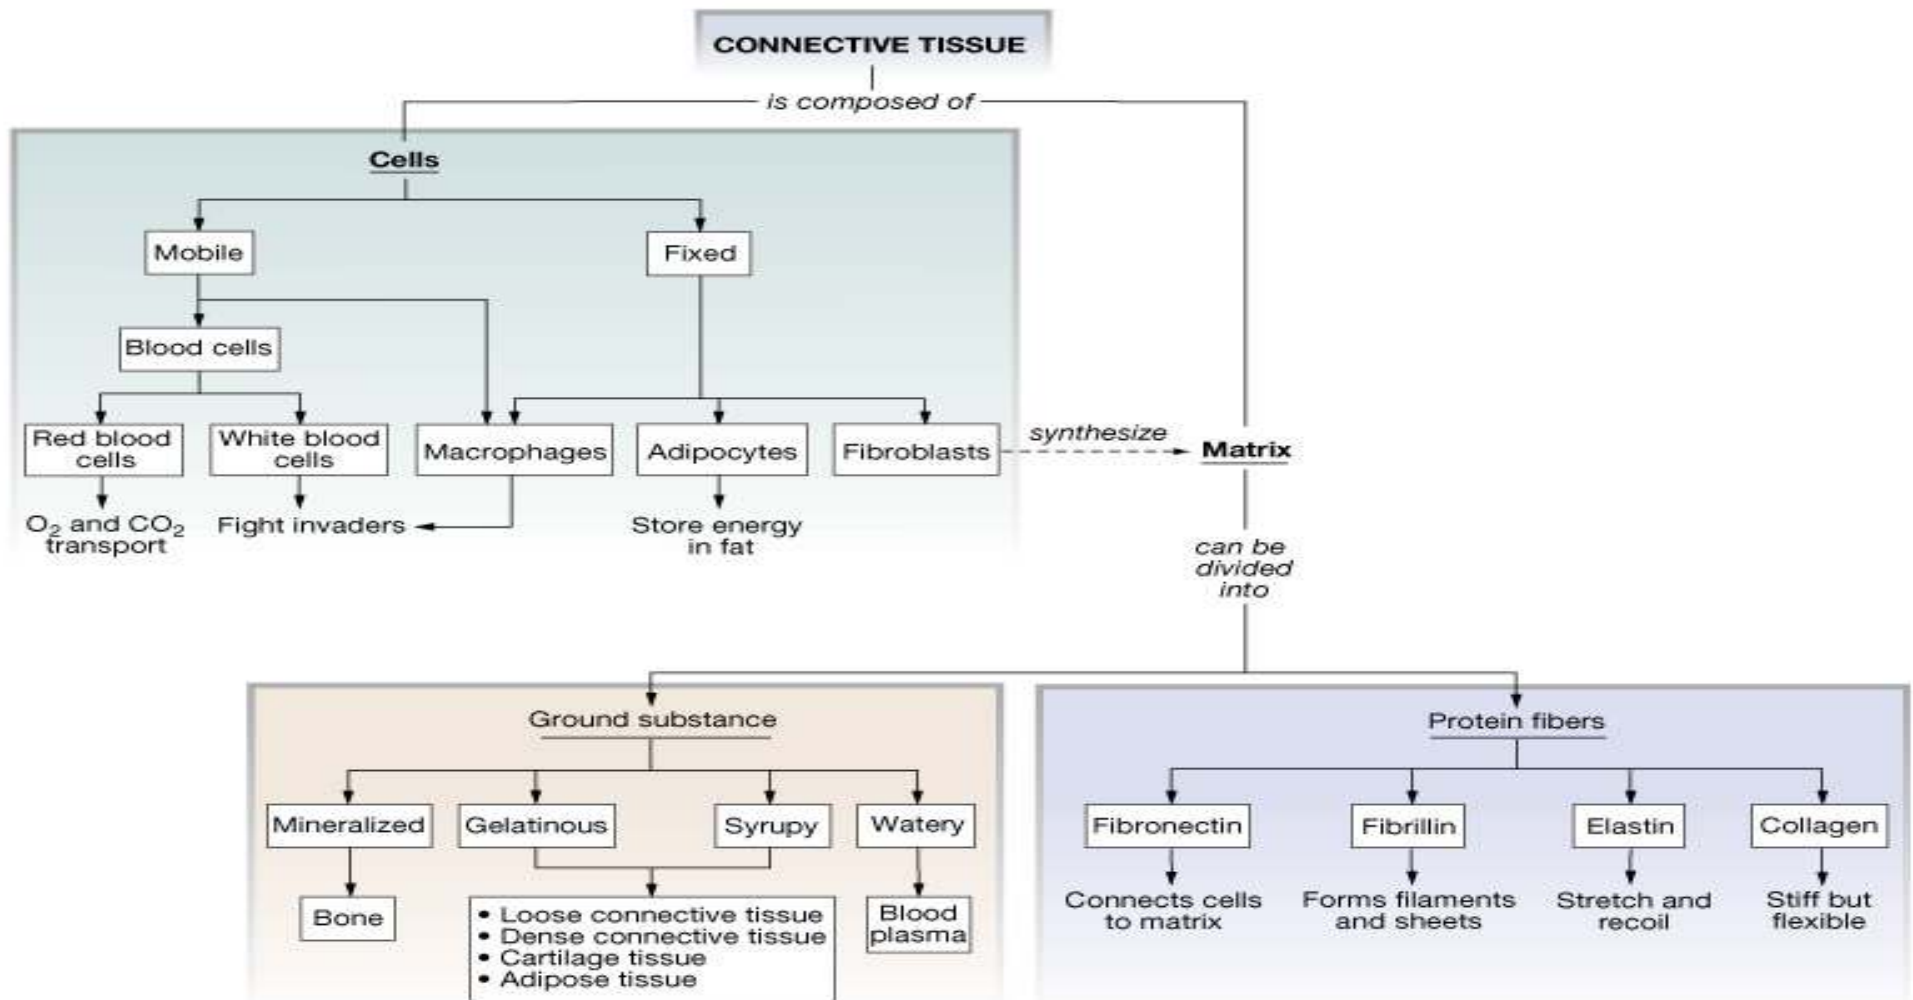 CONNECTIVE TISSUE
is composed of
Cells
Mobile
Fixed
Blood cells
Red blood
cells
White blood
cells
Macrophages
Adipocytes
Fibroblasts
synthesize
Matrix
O₂ and CO₂
transport
Fight invaders
Store energy
in fat
can be
divided
into
Ground substance
Mineralized
Gelatinous
Syrupy
Watery
Bone
• Loose connective tissue
• Dense connective tissue
• Cartilage tissue
• Adipose tissue
Blood
plasma
Protein fibers
Fibronectin
Fibrillin
Elastin
Collagen
Connects cells
to matrix
Forms filaments
and sheets
Stretch and
recoil
Stiff but
flexible